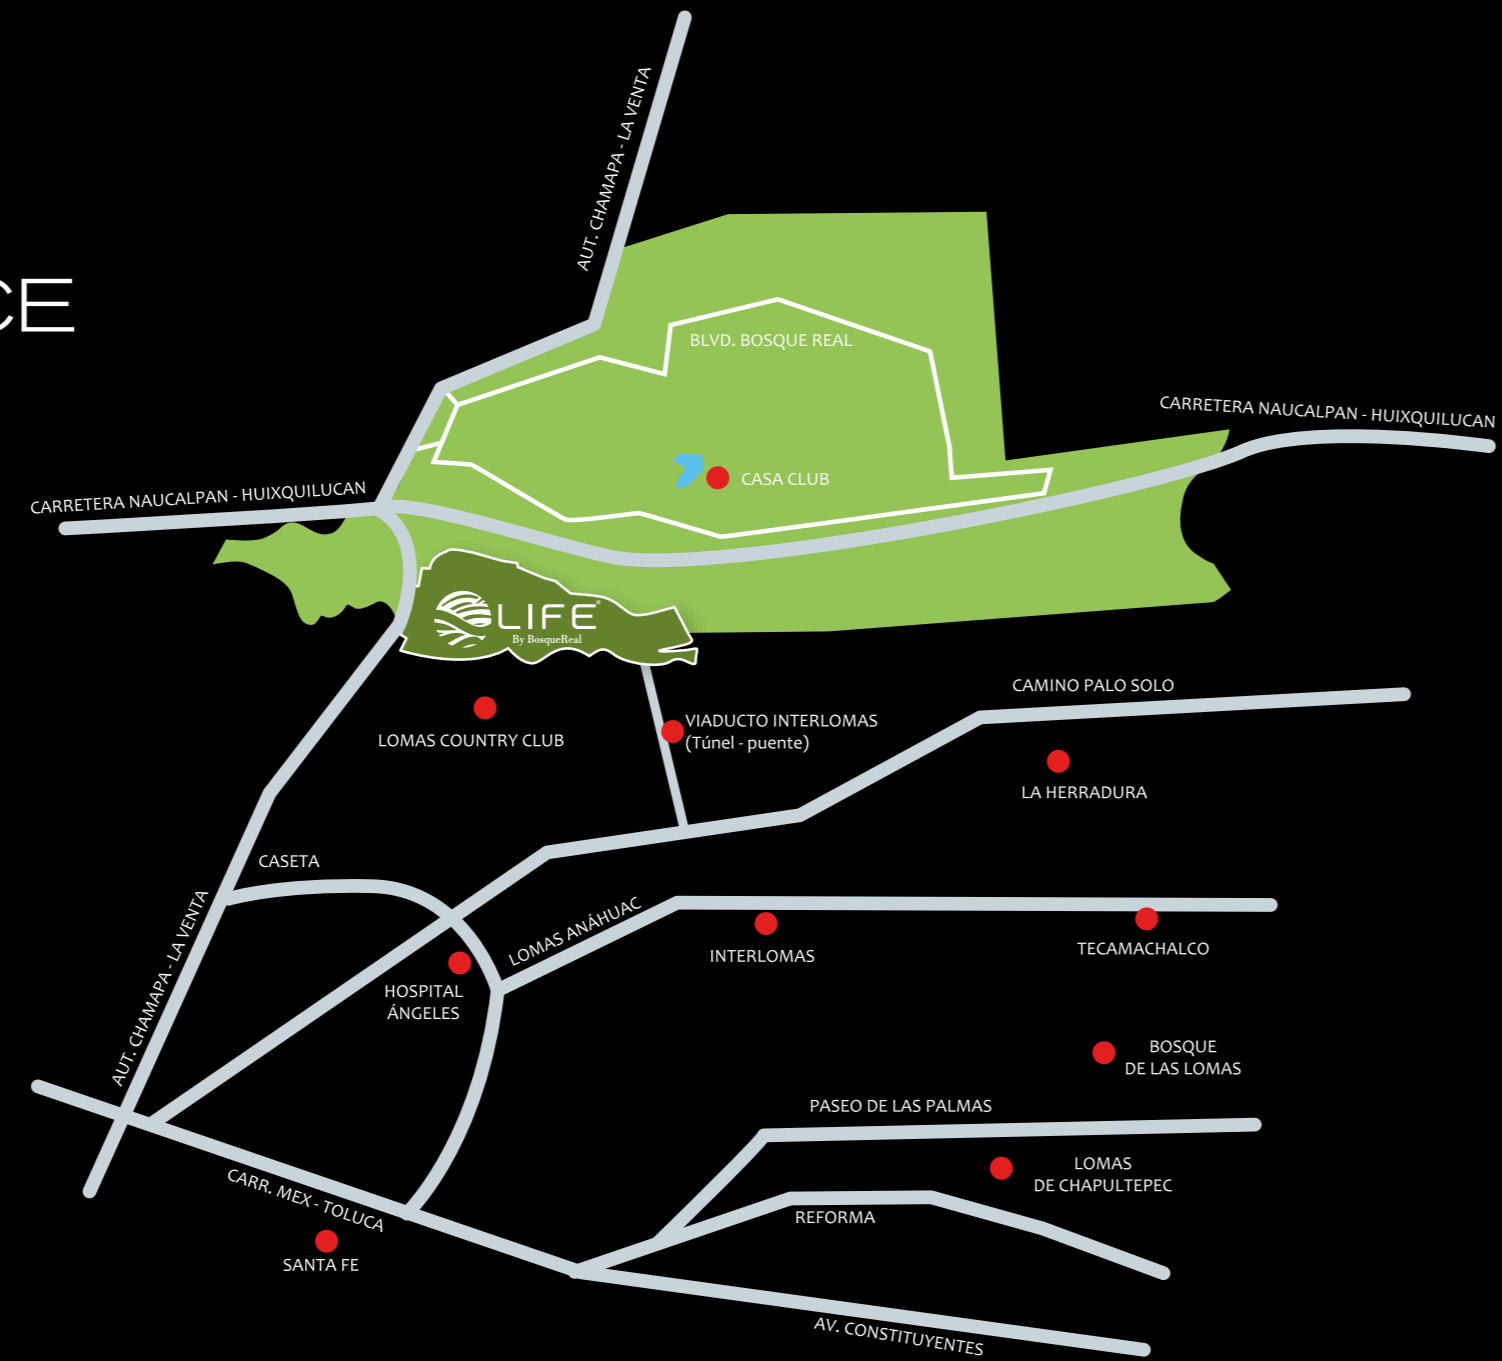 AUT. CHAMAPA - LA VENTA
CE
BLVD. BOSQUE REAL
CARRETERA NAUCALPAN - HUIXQUILUCAN
CASA CLUB
CARRETERA NAUCALPAN - HUIXQUILUCAN
LIFE®
By BosqueReal
CAMINO PALO SOLO
VIADUCTO INTERLOMAS
(Túnel - puente)
LOMAS COUNTRY CLUB
LA HERRADURA
CASETA
LOMAS ANÁHUAC
INTERLOMAS
TECAMACHALCO
HOSPITAL
ÁNGELES
AUT. CHAMAPA - LA VENTA
BOSQUE
DE LAS LOMAS
PASEO DE LAS PALMAS
LOMAS
DE CHAPULTEPEC
CARR. MEX - TOLUCA
REFORMA
SANTA FE
AV. CONSTITUYENTES